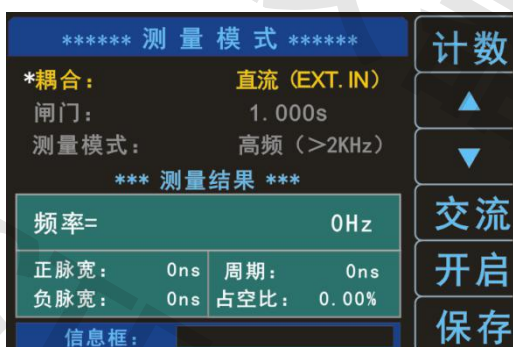 ****** 测 量 模 式 ******
*耦合： 直流（EXT.IN）
闸门： 1.000s
测量模式： 高频（＞2KHz）
*** 测量结果 ***
频率= 0Hz
正脉宽： 0ns 周期： 0ns
负脉宽： 0ns 占空比： 0.00%
信息框：
计数
▲
▼
交流
开启
保存